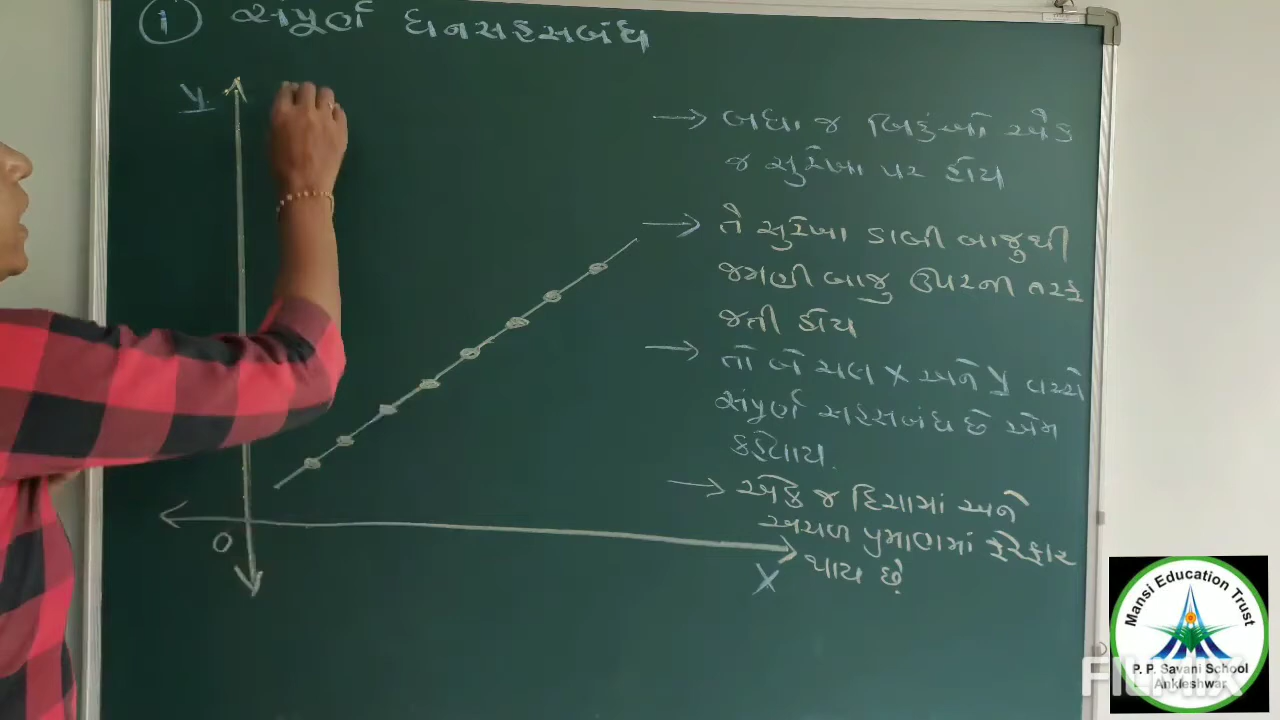 i સંપૂર્ણ ધનસહસબંધ
y
→ બધા જ બિંદુઓ એક
જ સુરેખા પર હોય
→ તે સુરેખા ડાબી બાજુથી
જમણી બાજુ ઉપરની તરફ
જતી હોય
→ તો બે ચલ X અને y વચ્ચે
સંપૂર્ણ સહસબંધ છે એમ
કહેવાય.
→ એક જ દિશામાં અને
અચળ પ્રમાણમાં ફેરફાર
થાય છે.
O
X
Mansi Education Trust
P. P. Savani School
Ankleshwar
FILMIX